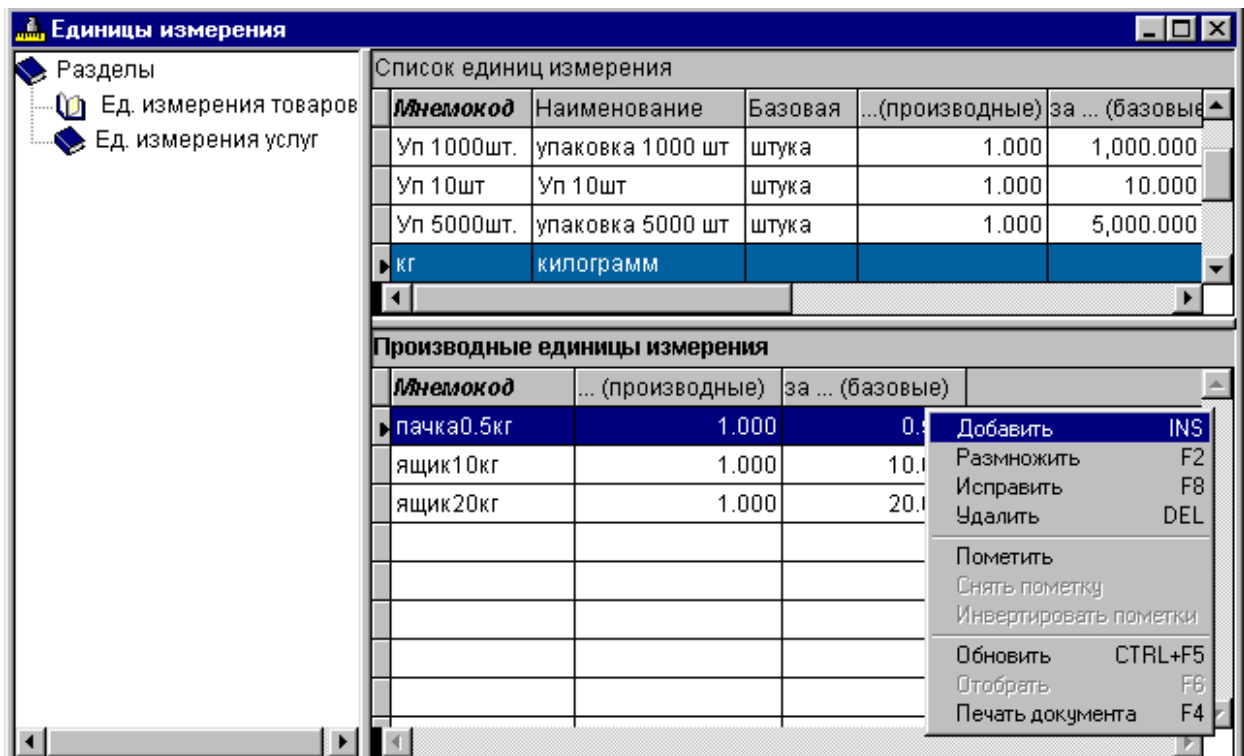 Единицы измерения
Разделы
Ед. измерения товаров
Ед. измерения услуг
Список единиц измерения
Мнемокод Наименование Базовая ...(производные) за ... (базовые
Уп 1000шт. упаковка 1000 шт штука 1.000 1,000.000
Уп 10шт Уп 10шт штука 1.000 10.000
Уп 5000шт. упаковка 5000 шт штука 1.000 5,000.000
кг килограмм
Производные единицы измерения
Мнемокод ... (производные) за ... (базовые)
пачка0.5кг 1.000 0.
ящик10кг 1.000 10.
ящик20кг 1.000 20.
Добавить INS
Размножить F2
Исправить F8
Удалить DEL
Пометить
Снять пометку
Инвертировать пометки
Обновить CTRL+F5
Отобрать F6
Печать документа F4